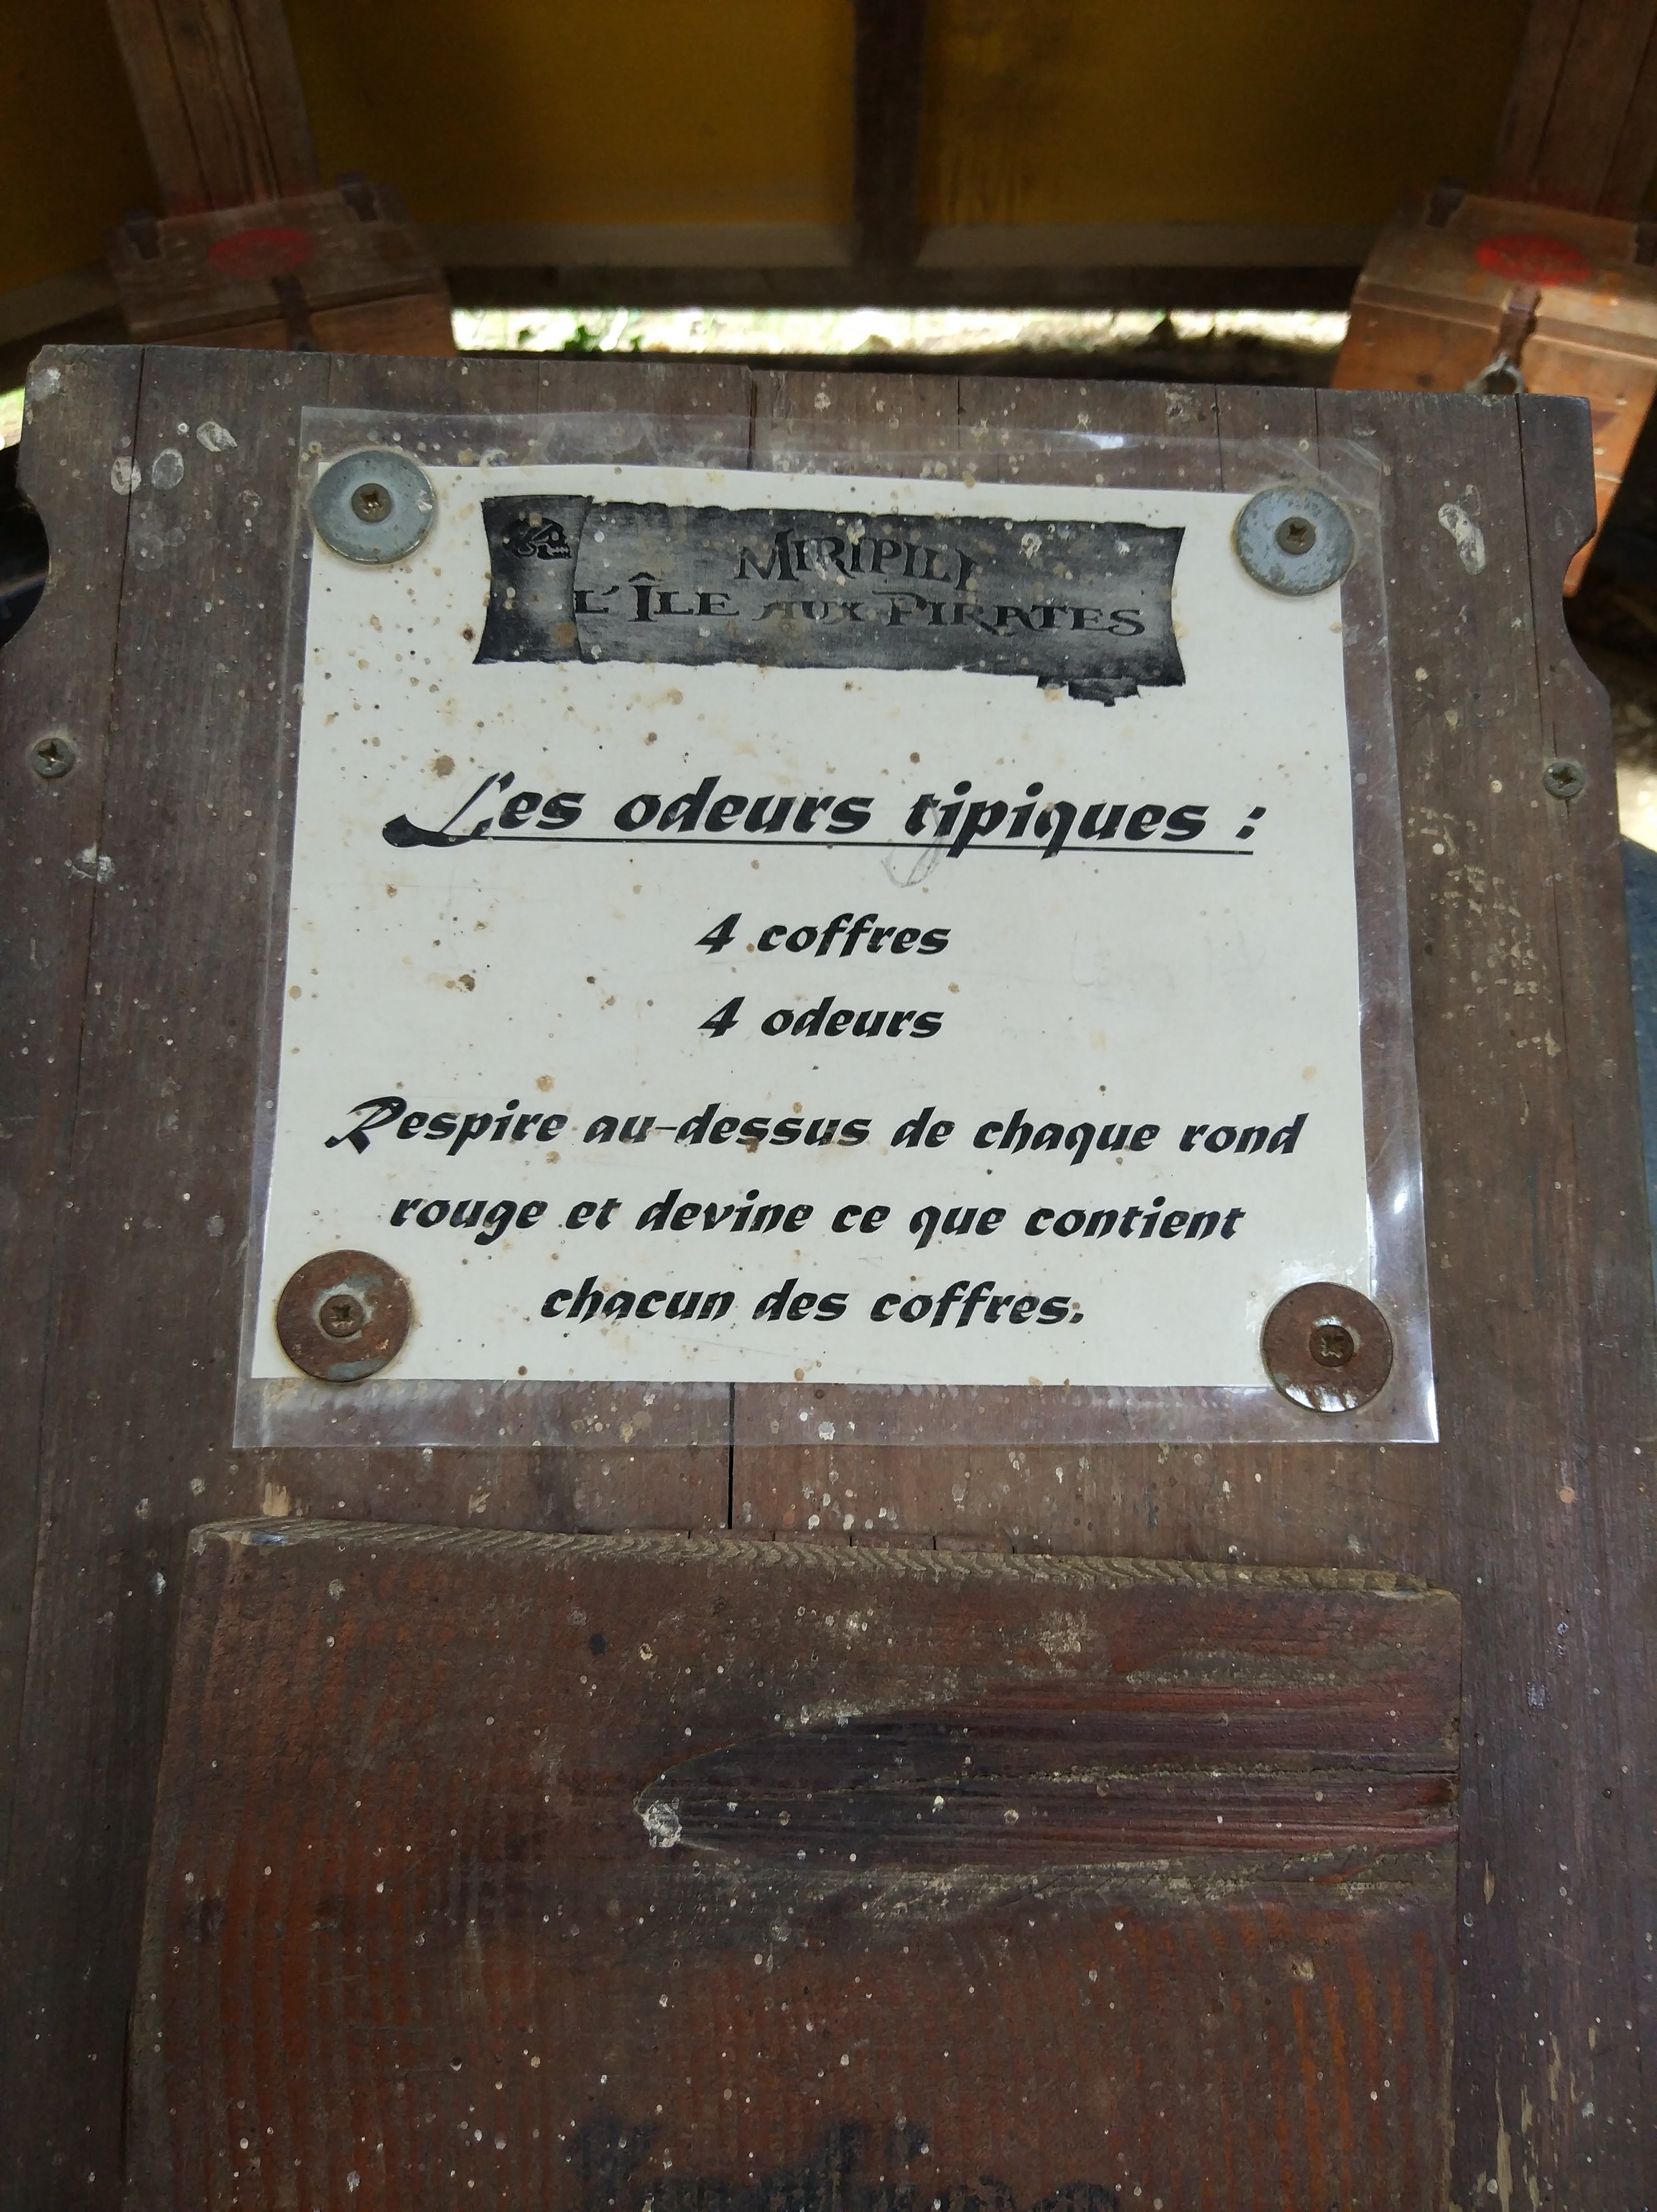 MIRIPILI
L'ÎLE AUX PIRATES
Les odeurs tipiques :
4 coffres
4 odeurs
Respire au-dessus de chaque rond
rouge et devine ce que contient
chacun des coffres.